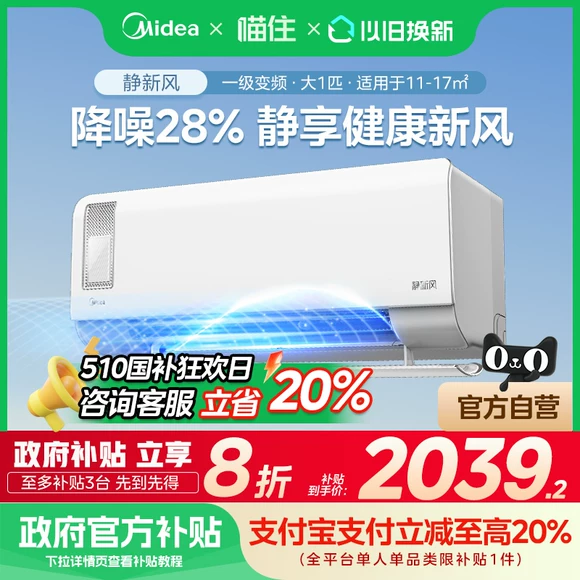 Midea × 喵住 × 以旧换新
静新风 一级变频·大1匹·适用于11-17㎡
降噪28% 静享健康新风
Midea
静新风
510国补狂欢日
咨询客服 立省 20%
官方自营
政府补贴 立享
至多补贴3台 先到先得
8折
补贴
到手价:
2039.2
政府官方补贴
下拉详情页查看补贴教程
支付宝支付立减至高20%
(全平台单人单品类限补贴1件)